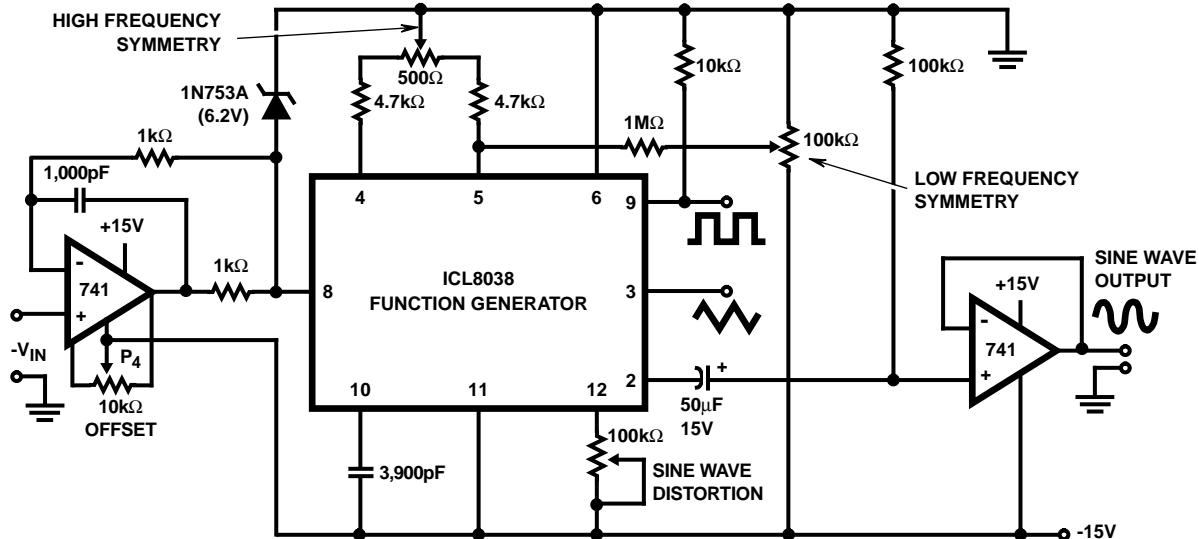 HIGH FREQUENCY
SYMMETRY
500Ω
1N753A
(6.2V)
4.7kΩ
4.7kΩ
10kΩ
100kΩ
1kΩ
1MΩ
100kΩ
1,000pF
LOW FREQUENCY
SYMMETRY
4
5
6
9
+15V
-
741
+
1kΩ
8
ICL8038
FUNCTION GENERATOR
3
SINE WAVE
OUTPUT
+15V
-
741
+
-VIN
P4
10kΩ
OFFSET
10
11
12
2
+
50μF
15V
100kΩ
3,900pF
SINE WAVE
DISTORTION
-15V